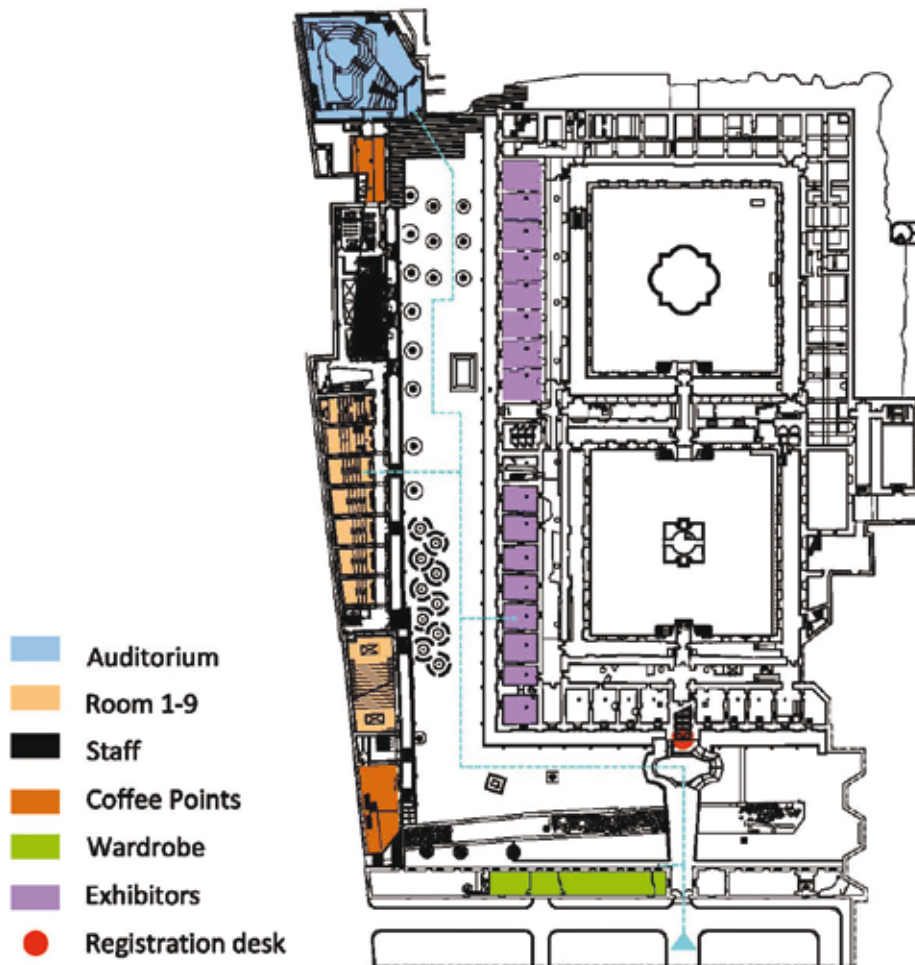 Auditorium
Room 1-9
Staff
Coffee Points
Wardrobe
Exhibitors
Registration desk